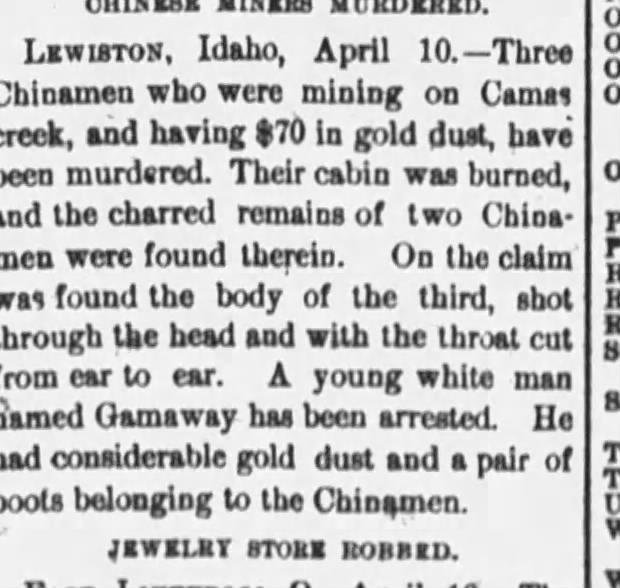 CHINESE MINERS MURDERED.
LEWISTON, Idaho, April 10.—Three
Chinamen who were mining on Camas
creek, and having $70 in gold dust, have
been murdered. Their cabin was burned,
and the charred remains of two China-
men were found therein. On the claim
was found the body of the third, shot
through the head and with the throat cut
from ear to ear. A young white man
named Gamaway has been arrested. He
had considerable gold dust and a pair of
boots belonging to the Chinamen.
JEWELRY STORE ROBBED.